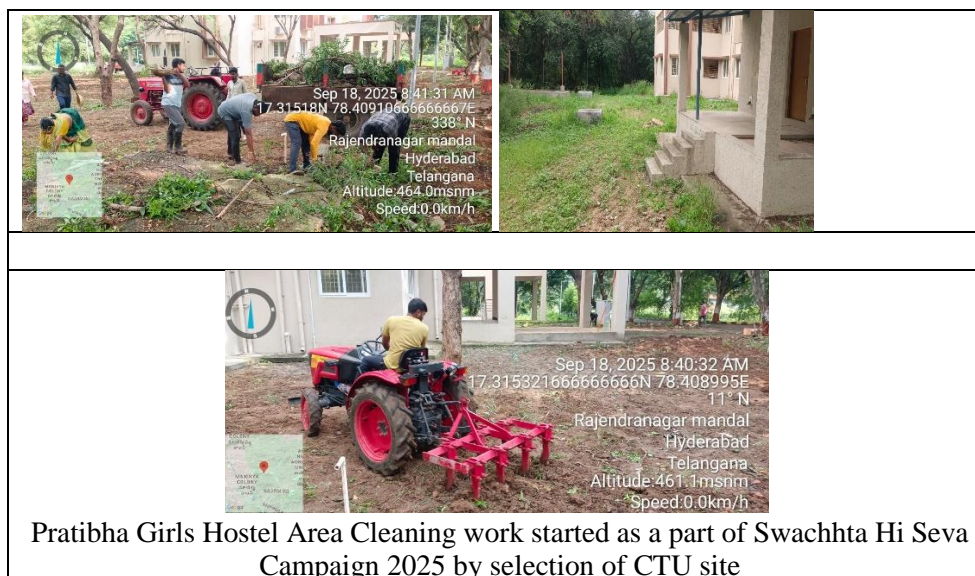 Sep 18, 2025 8:41:31 AM
17.31518N 78.40910666666667E
338° N
Rajendranagar mandal
Hyderabad
Telangana
Altitude:464.0msnm
Speed:0.0km/h
Sep 18, 2025 8:40:32 AM
17.315321666666666N 78.408995E
11° N
Rajendranagar mandal
Hyderabad
Telangana
Altitude:461.1msnm
Speed:0.0km/h
COLONY
Pratibha Girls Hostel Area Cleaning work started as a part of Swachhta Hi Seva
Campaign 2025 by selection of CTU site